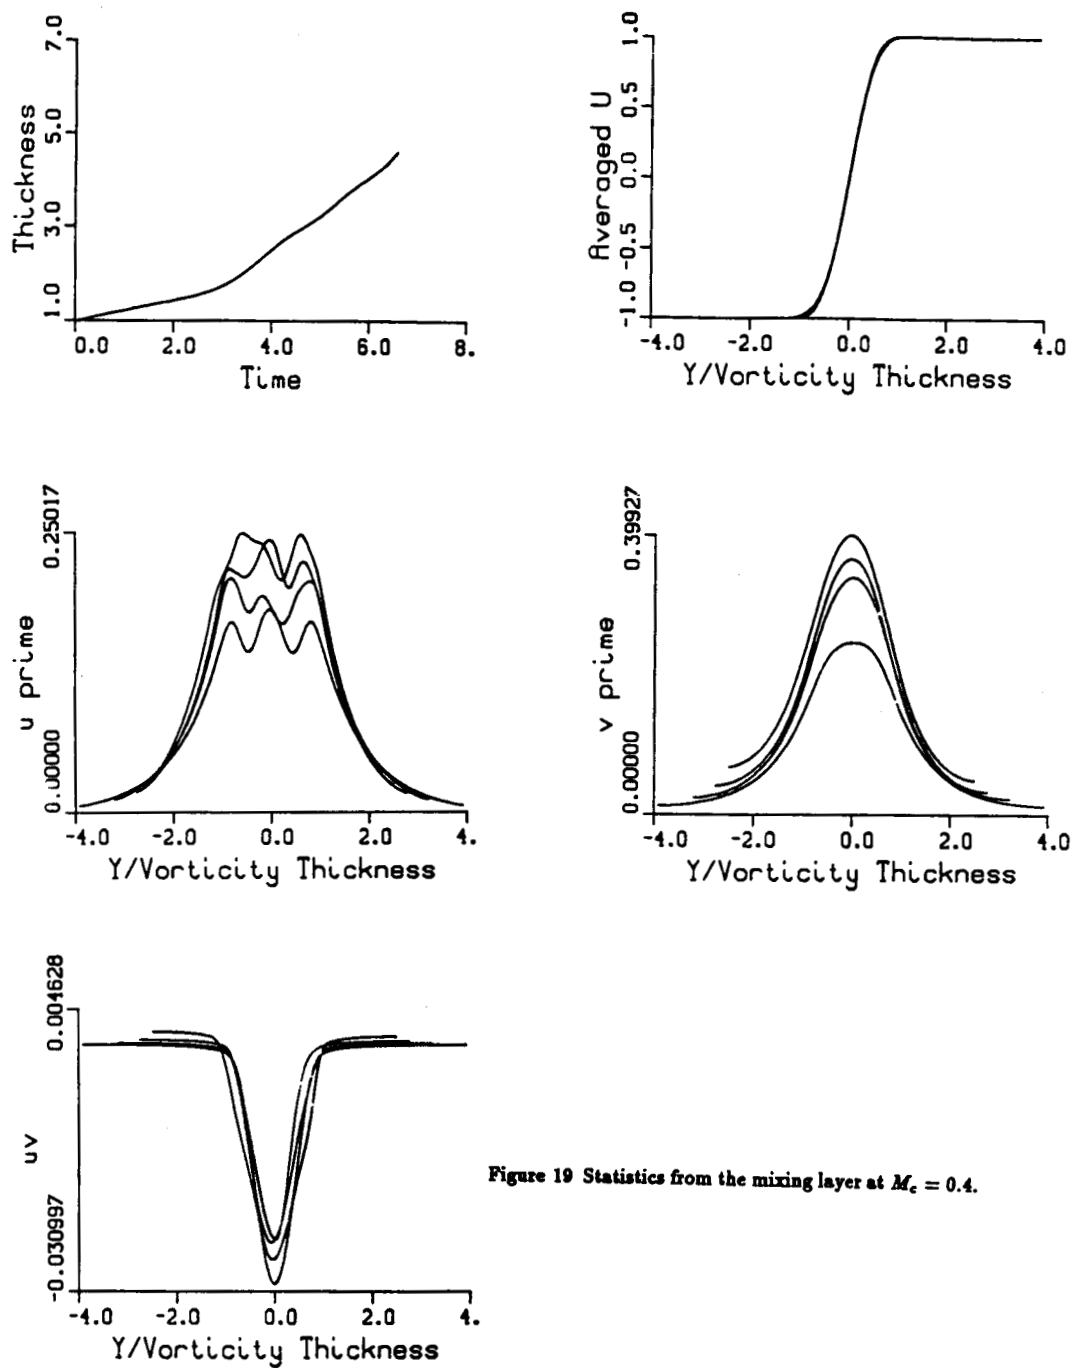 7.0
5.0
3.0
1.0
Thickness
0.0 2.0 4.0 6.0 8.
Time
1.0
0.5
0.0
-0.5
-1.0
Averaged U
-4.0 -2.0 0.0 2.0 4.0
Y/Vorticity Thickness
0.25017
0.00000
u prime
-4.0 -2.0 0.0 2.0 4.
Y/Vorticity Thickness
0.39927
0.00000
v prime
-4.0 -2.0 0.0 2.0 4.0
Y/Vorticity Thickness
0.004628
-0.030997
uv
-4.0 -2.0 0.0 2.0 4.
Y/Vorticity Thickness
Figure 19 Statistics from the mixing layer at M_c = 0.4.